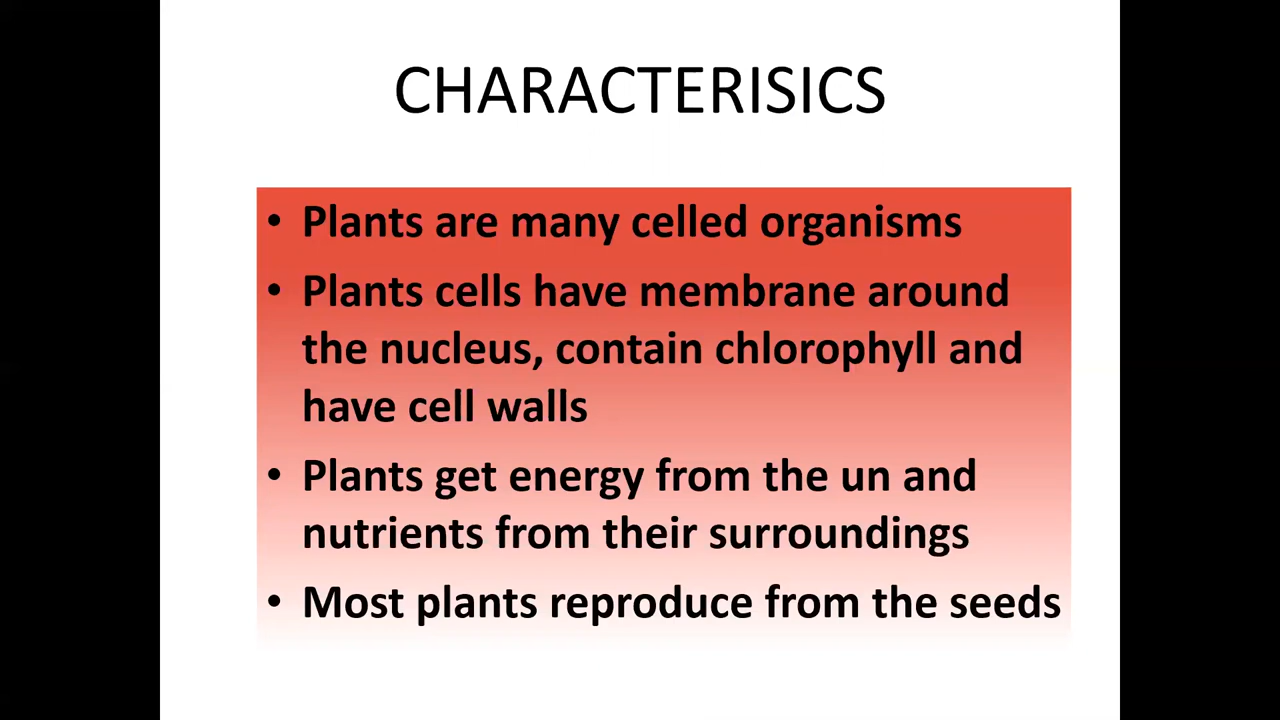 CHARACTERISICS
• Plants are many celled organisms
• Plants cells have membrane around
the nucleus, contain chlorophyll and
have cell walls
• Plants get energy from the un and
nutrients from their surroundings
• Most plants reproduce from the seeds